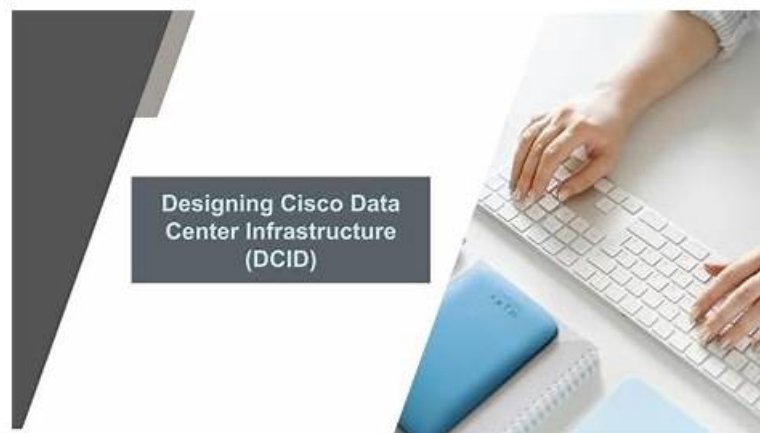 Designing Cisco Data
Center Infrastructure
(DCID)